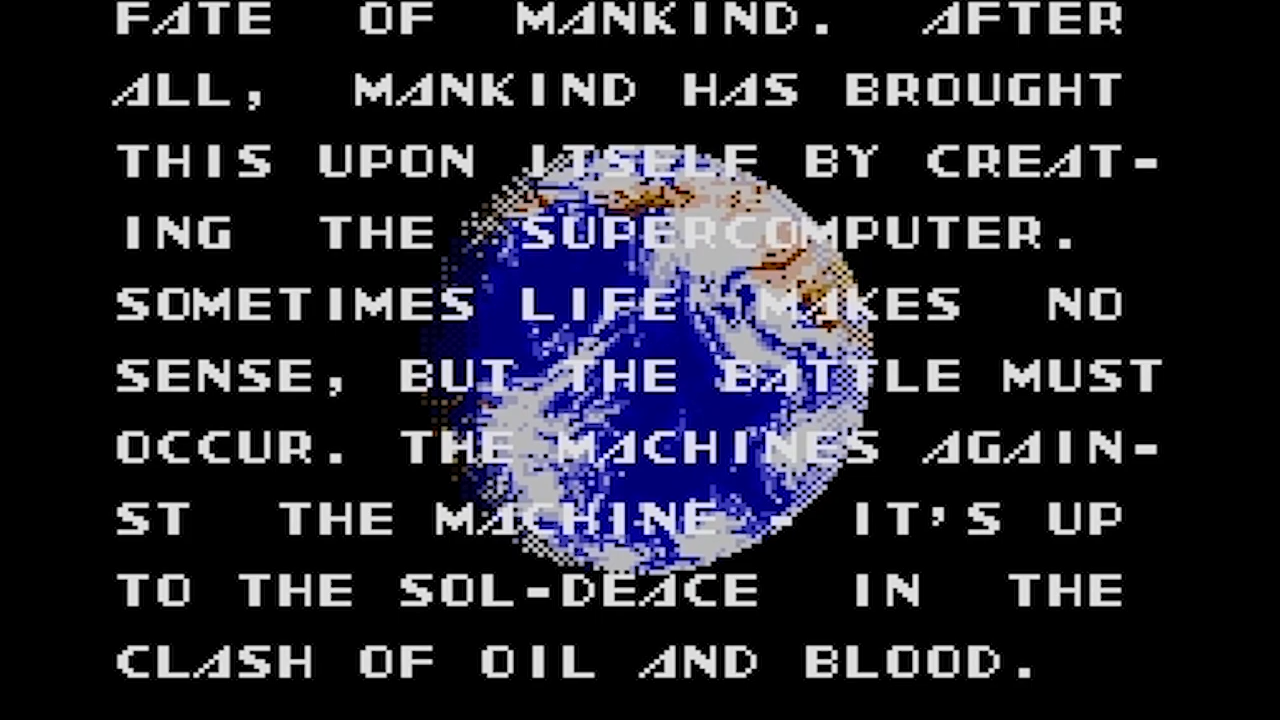 FATE OF MANKIND. AFTER
ALL, MANKIND HAS BROUGHT
THIS UPON ITSELF BY CREAT-
ING THE SUPERCOMPUTER.
SOMETIMES LIFE MAKES NO
SENSE, BUT THE BATTLE MUST
OCCUR. THE MACHINES AGAIN-
ST THE MACHINE - IT'S UP
TO THE SOL-DEACE IN THE
CLASH OF OIL AND BLOOD.